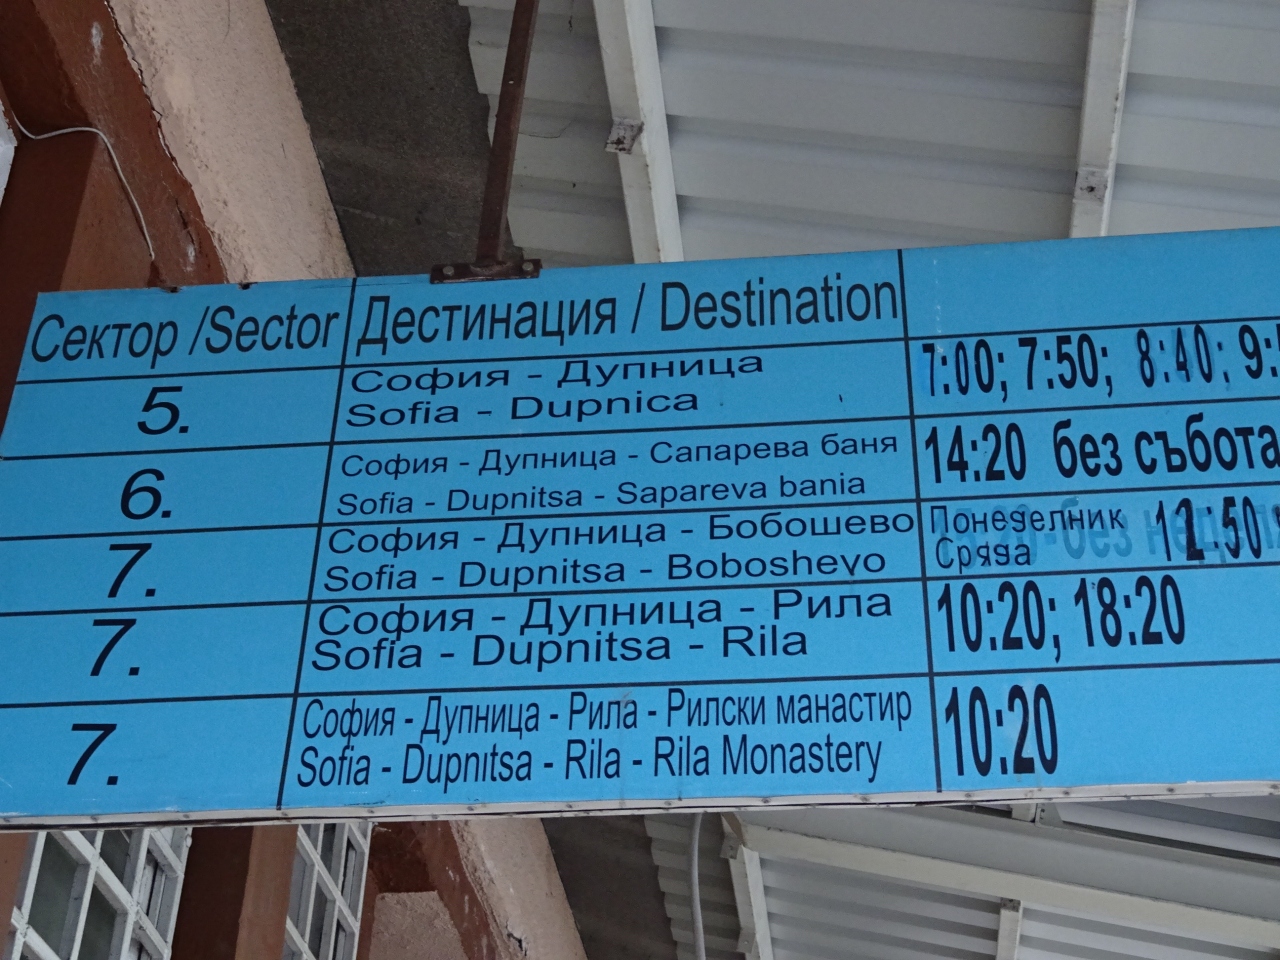 Сектор /Sector Дестинация / Destination
5. София - Дупница 7:00; 7:50; 8:40; 9:
Sofia - Dupnica
6. София - Дупница - Сапарева баня 14:20 без събота
Sofia - Dupnitsa - Sapareva bania
7. София - Дупница - Бобошево Понеделник 12:50
Sofia - Dupnitsa - Boboshevo Сряда
7. София - Дупница - Рила 10:20; 18:20
Sofia - Dupnitsa - Rila
7. София - Дупница - Рила - Рилски манастир 10:20
Sofia - Dupnitsa - Rila - Rila Monastery